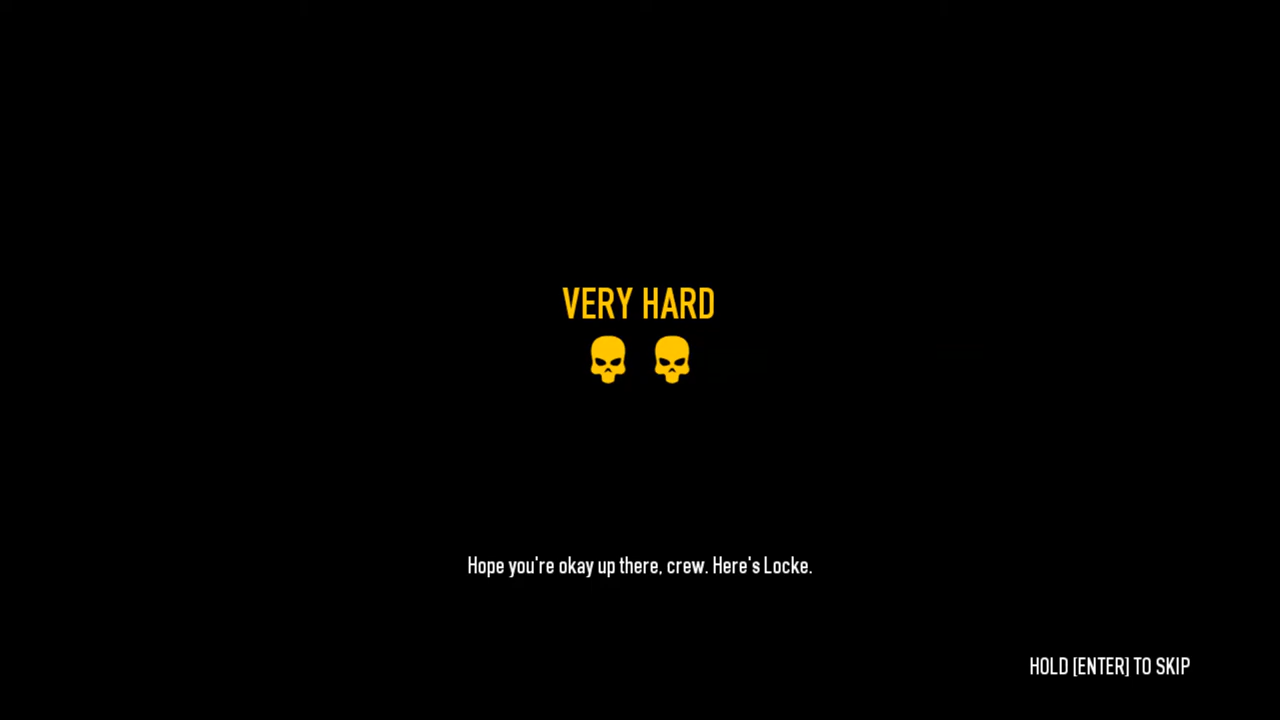 VERY HARD
Hope you're okay up there, crew. Here's Locke.
HOLD [ENTER] TO SKIP